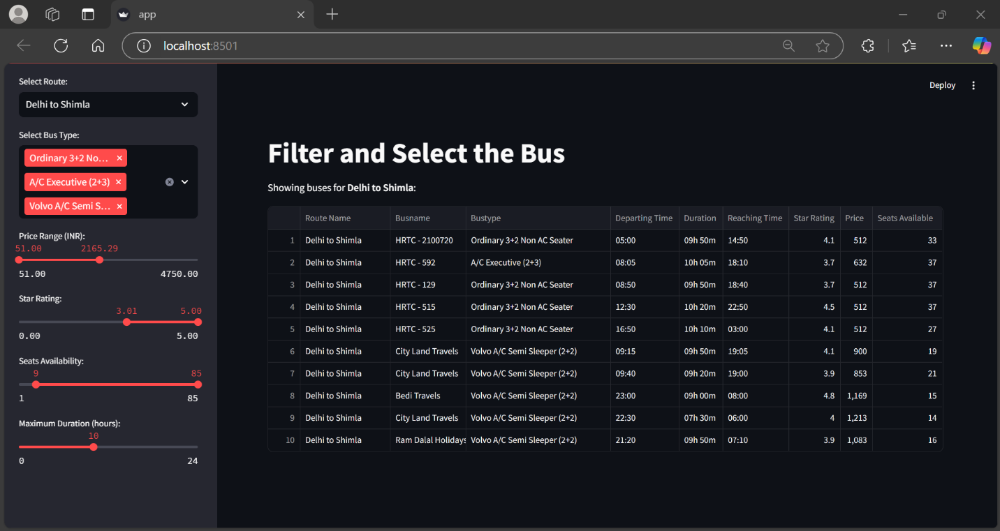 app
localhost:8501
Deploy
Select Route:
Delhi to Shimla
Select Bus Type:
Ordinary 3+2 No...
A/C Executive (2+3)
Volvo A/C Semi S...
Price Range (INR):
51.00 2165.29
51.00 4750.00
Star Rating:
3.01 5.00
0.00 5.00
Seats Availability:
9 85
1 85
Maximum Duration (hours):
10
0 24
Filter and Select the Bus
Showing buses for Delhi to Shimla:
Route Name Busname Bustype Departing Time Duration Reaching Time Star Rating Price Seats Available
1 Delhi to Shimla HRTC - 2100720 Ordinary 3+2 Non AC Seater 05:00 09h 50m 14:50 4.1 512 33
2 Delhi to Shimla HRTC - 592 A/C Executive (2+3) 08:05 10h 05m 18:10 3.7 632 37
3 Delhi to Shimla HRTC - 129 Ordinary 3+2 Non AC Seater 08:50 09h 50m 18:40 3.7 512 37
4 Delhi to Shimla HRTC - 515 Ordinary 3+2 Non AC Seater 12:30 10h 20m 22:50 4.5 512 37
5 Delhi to Shimla HRTC - 525 Ordinary 3+2 Non AC Seater 16:50 10h 10m 03:00 4.1 512 27
6 Delhi to Shimla City Land Travels Volvo A/C Semi Sleeper (2+2) 09:15 09h 50m 19:05 4.1 900 19
7 Delhi to Shimla City Land Travels Volvo A/C Semi Sleeper (2+2) 09:40 09h 20m 19:00 3.9 853 21
8 Delhi to Shimla Bedi Travels Volvo A/C Semi Sleeper (2+2) 23:00 09h 00m 08:00 4.8 1,169 15
9 Delhi to Shimla City Land Travels Volvo A/C Semi Sleeper (2+2) 22:30 07h 30m 06:00 4 1,213 14
10 Delhi to Shimla Ram Dalal Holidays Volvo A/C Semi Sleeper (2+2) 21:20 09h 50m 07:10 3.9 1,083 16